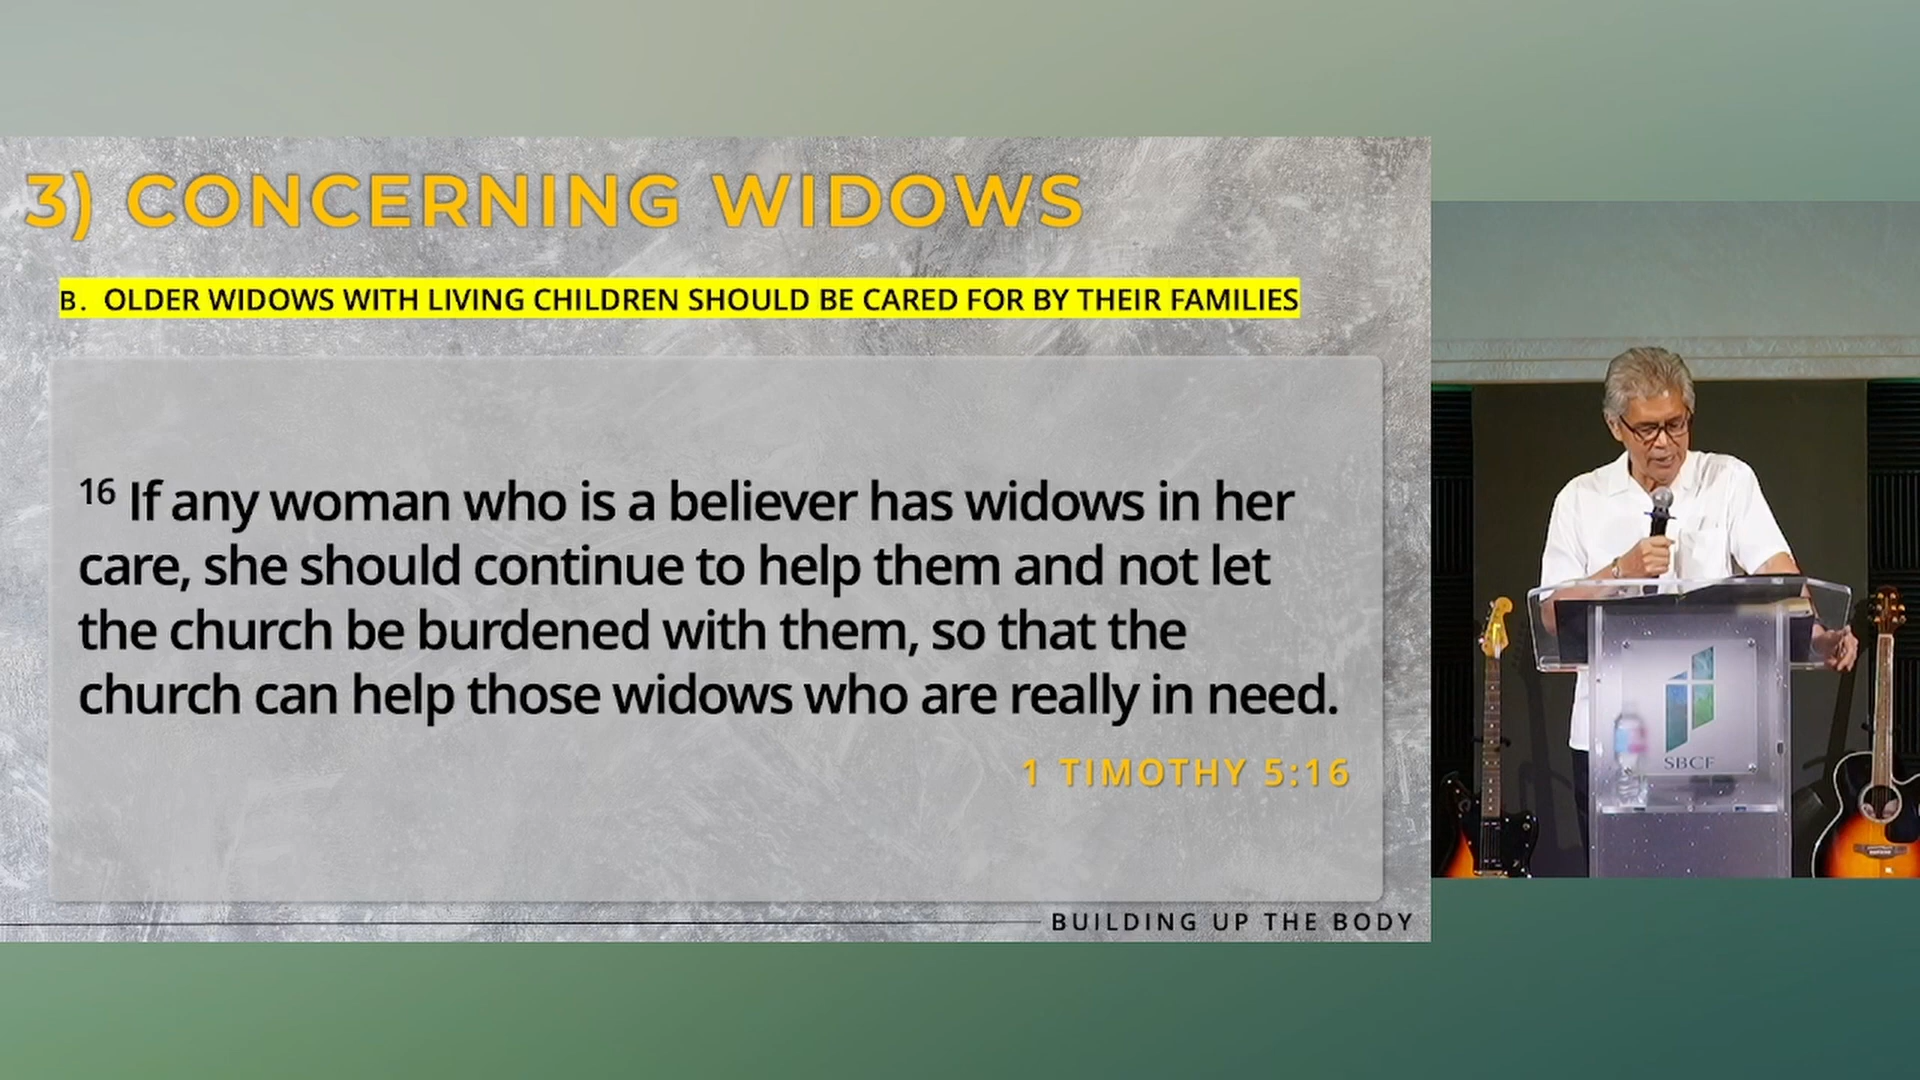 3) CONCERNING WIDOWS
B. OLDER WIDOWS WITH LIVING CHILDREN SHOULD BE CARED FOR BY THEIR FAMILIES
16 If any woman who is a believer has widows in her
care, she should continue to help them and not let
the church be burdened with them, so that the
church can help those widows who are really in need.
1 TIMOTHY 5:16
BUILDING UP THE BODY
SBCF